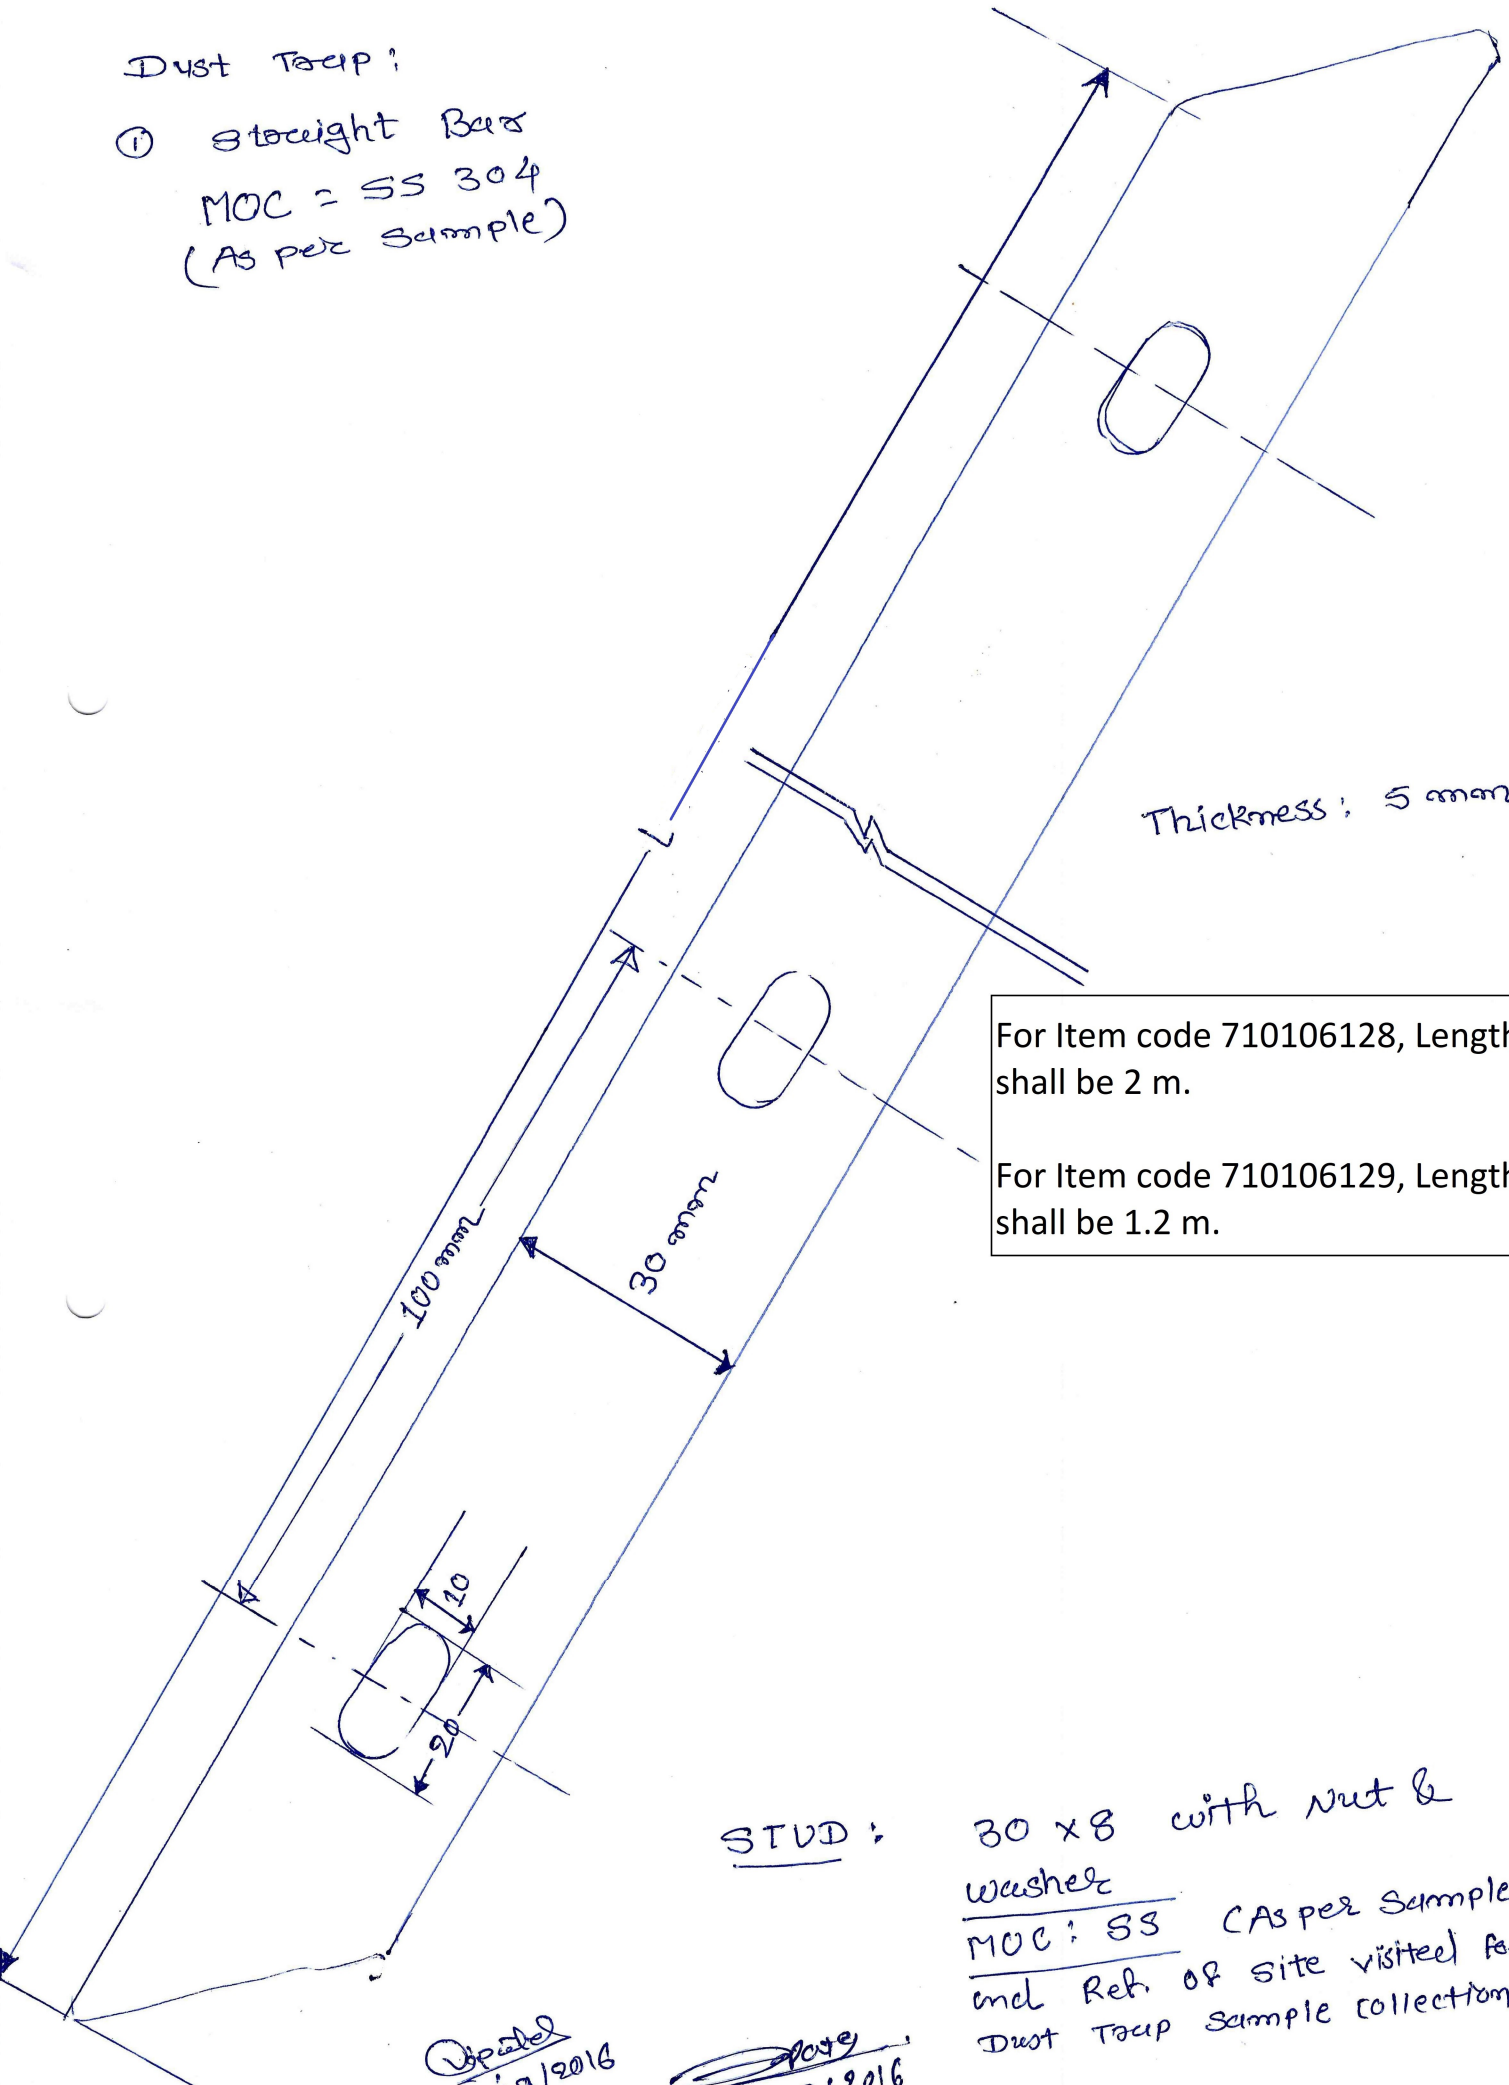 Dust Trap:
① Straight Bar
MOC = SS 304
(As per Sample)
L
Thickness: 5 mm
For Item code 710106128, Length
shall be 2 m.
For Item code 710106129, Length
shall be 1.2 m.
100 mm
30 mm
10
20
STUD: 30 x 8 with Nut &
washer
MOC: SS (As per Sample
and Ref. of site visited fo
Dust Trap Sample collection
/2016
2016